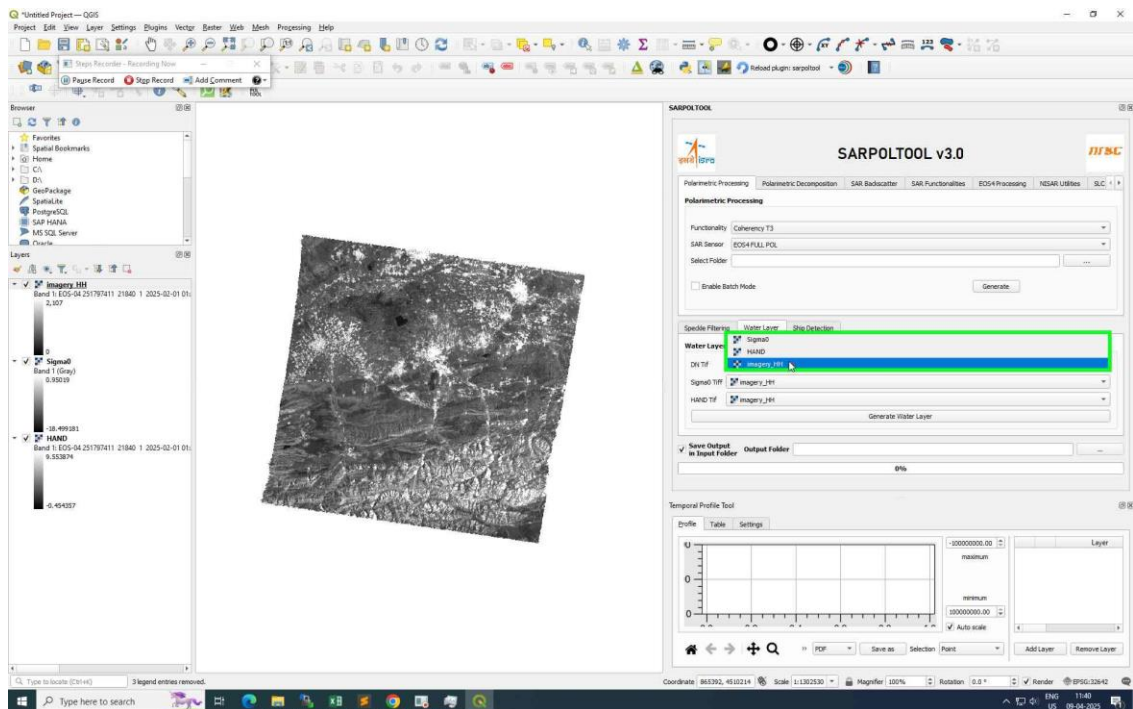 *Untitled Project — QGIS
Project Edit View Layer Settings Plugins Vector Raster Web Mesh Processing Help
Steps Recorder - Recording Now
Reload plugin: sarpoltool
Pause Record Stop Record Add Comment
Browser
Favorites
Spatial Bookmarks
Home
C:\
D:\
GeoPackage
SpatiaLite
PostgreSQL
SAP HANA
MS SQL Server
Oracle
Layers
imagery_HH
Band 1: EOS-04 251797411 21840 1 2025-02-01 01:
2,107
0
Sigma0
Band 1 (Gray)
0.95019
-18.499181
HAND
Band 1: EOS-04 251797411 21840 1 2025-02-01 01:
9.553874
-0.454357
SARPOLTOOL
इसरो isro
SARPOLTOOL v3.0
nrsc
Polarimetric Processing Polarimetric Decomposition SAR Backscatter SAR Functionalities EOS4 Processing NISAR Utilities SLC
Polarimetric Processing
Functionality Coherency T3
SAR Sensor EOS4 FULL POL
Select Folder ...
Enable Batch Mode Generate
Speckle Filtering Water Layer Ship Detection
Sigma0
Water Laye
HAND
DN Tif imagery_HH
Sigma0 Tiff imagery_HH
HAND Tif imagery_HH
Generate Water Layer
Save Output in Input Folder Output Folder ...
0%
Temporal Profile Tool
Profile Table Settings
-100000000.00
maximum
Layer
0
minimum
100000000.00
Auto scale
PDF Save as Selection Point Add Layer Remove Layer
Type to locate (Ctrl+K) 3 legend entries removed.
Coordinate 865392, 4510214 Scale 1:1302530 Magnifier 100% Rotation 0.0 ° Render EPSG:32642
Type here to search
ENG 11:40
US 09-04-2025